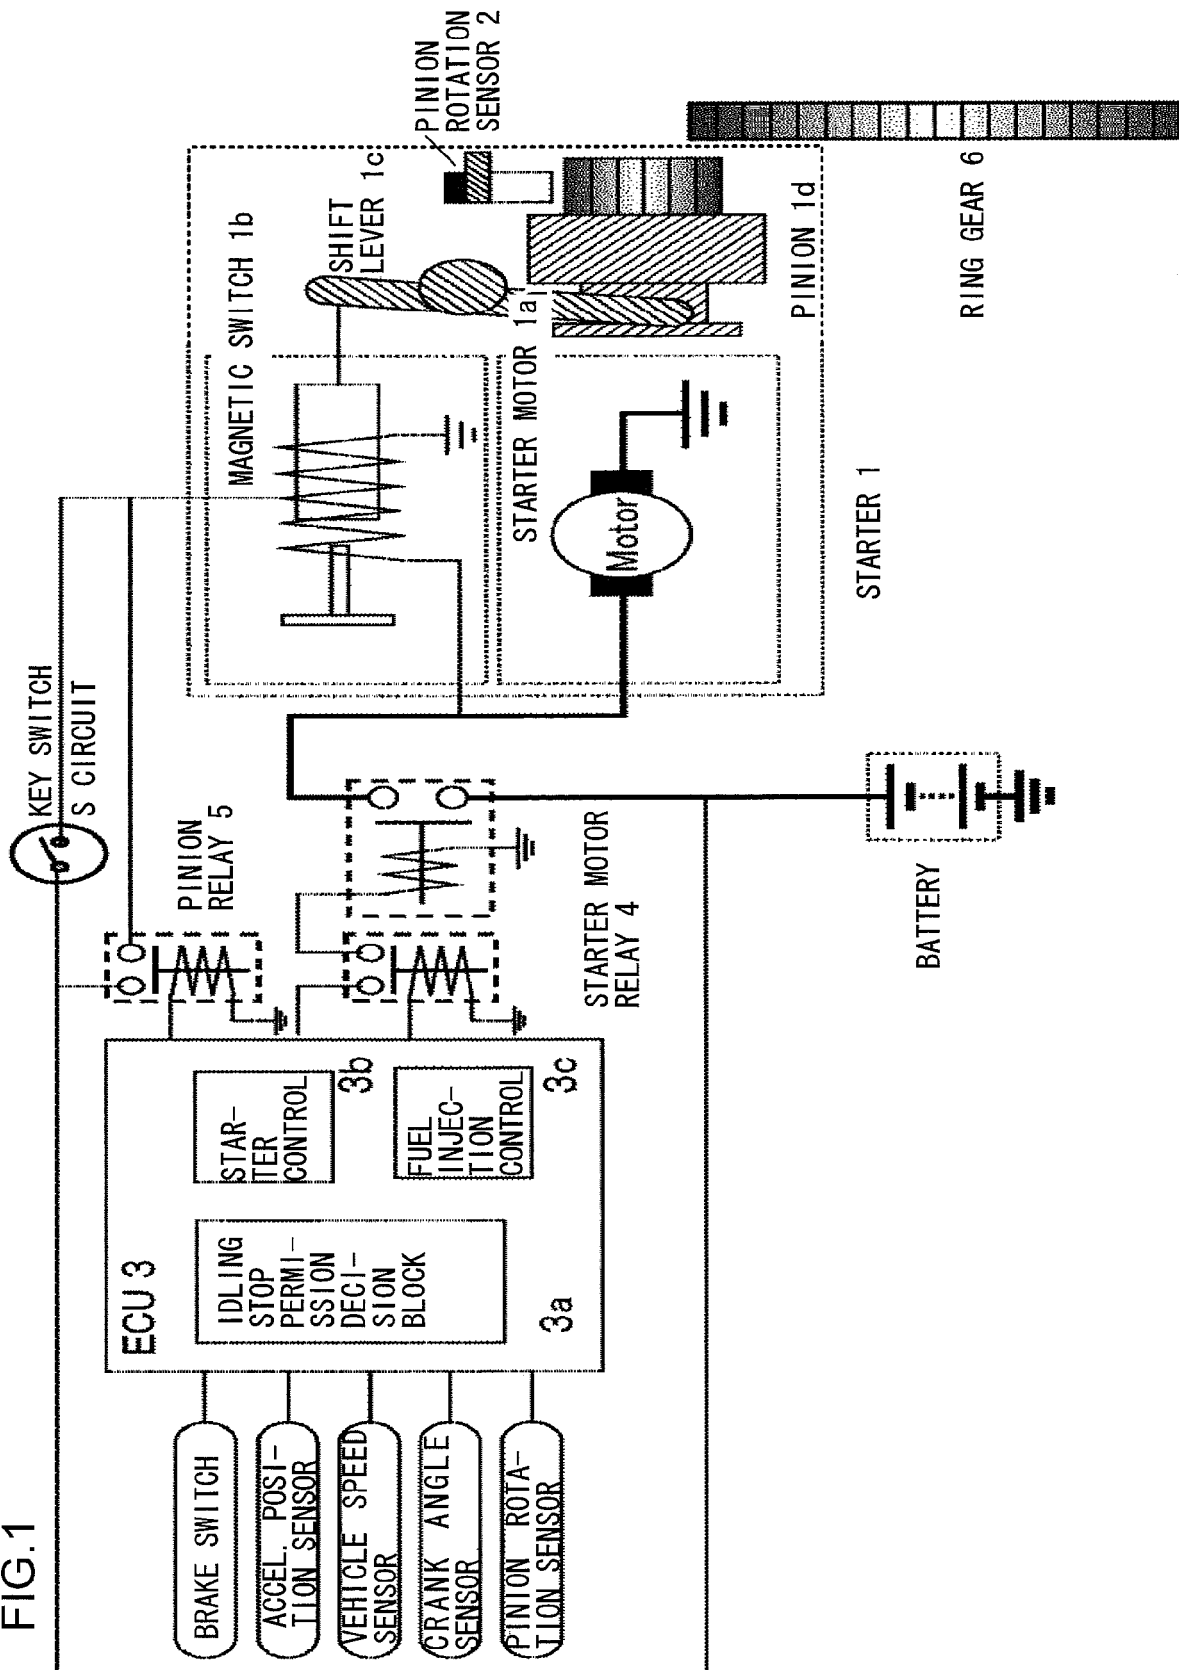 FIG.1
KEY SWITCH
S CIRCUIT
PINION
RELAY 5
MAGNETIC SWITCH 1b
SHIFT
LEVER 1c
PINION
ROTATION
SENSOR 2
ECU 3
STAR-
TER
CONTROL
3b
FUEL
INJEC-
TION
CONTROL
3c
IDLING
STOP
PERMI-
SSION
DECI-
SION
BLOCK
3a
BRAKE SWITCH
ACCEL. POSI-
TION SENSOR
VEHICLE SPEED
SENSOR
CRANK ANGLE
SENSOR
PINION ROTA-
TION SENSOR
STARTER MOTOR
RELAY 4
STARTER MOTOR 1a
Motor
PINION 1d
STARTER 1
RING GEAR 6
BATTERY